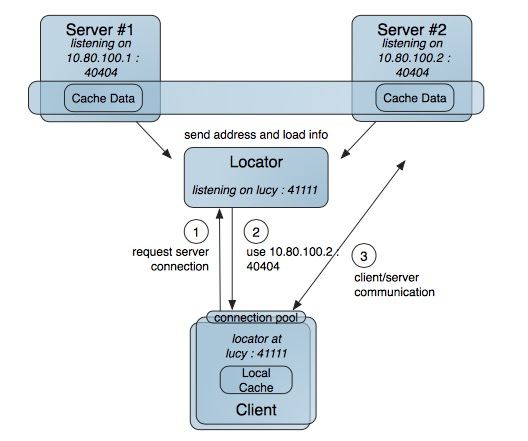 Server #1
listening on
10.80.100.1 :
40404
Cache Data
Server #2
listening on
10.80.100.2 :
40404
Cache Data
send address and load info
Locator
listening on lucy : 41111
1
request server
connection
2
use 10.80.100.2 :
40404
3
client/server
communication
connection pool
locator at
lucy : 41111
Local
Cache
Client